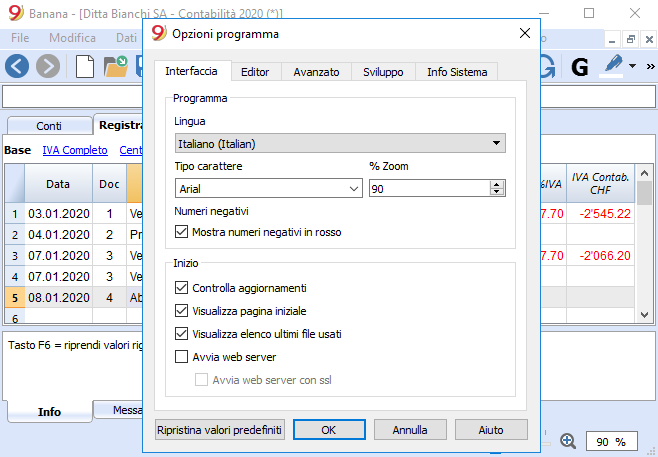 Banana - [Ditta Bianchi SA - Contabilità 2020 (*)]
File Modifica Dati
Opzioni programma
Interfaccia Editor Avanzato Sviluppo Info Sistema
Programma
Lingua
Italiano (Italian)
Tipo carattere % Zoom
Arial 90
Numeri negativi
Mostra numeri negativi in rosso
Inizio
Controlla aggiornamenti
Visualizza pagina iniziale
Visualizza elenco ultimi file usati
Avvia web server
Avvia web server con ssl
Ripristina valori predefiniti OK Annulla Aiuto
G
Conti Registra
Base IVA Completo Cent
Data Doc %IVA IVA Contab. CHF
1 03.01.2020 1 Ve 7.70 -2'545.22
2 04.01.2020 2 Pr
3 07.01.2020 3 Ve 7.70 -2'066.20
4 07.01.2020 3 Ve
5 08.01.2020 4 Ab
6
Tasto F6 = riprendi valori rig
Info Messa
90 %